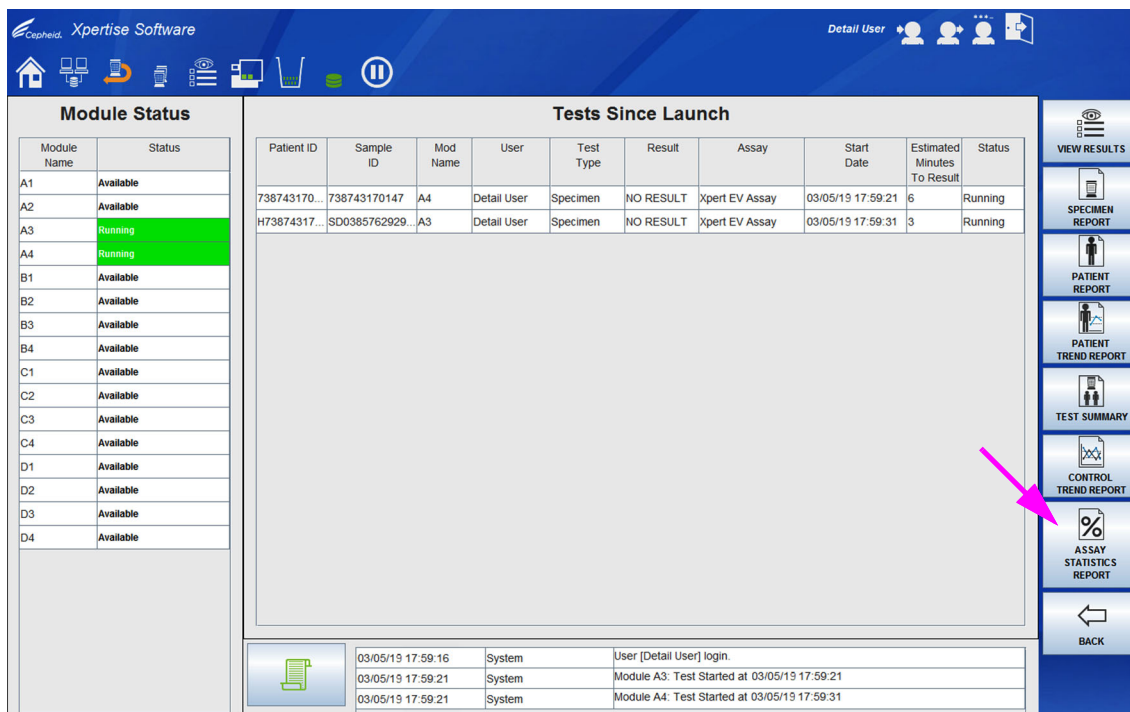 Cepheid. Xpertise Software
Detail User
Module Status
Module Name Status
A1 Available
A2 Available
A3 Running
A4 Running
B1 Available
B2 Available
B3 Available
B4 Available
C1 Available
C2 Available
C3 Available
C4 Available
D1 Available
D2 Available
D3 Available
D4 Available
Tests Since Launch
Patient ID Sample ID Mod Name User Test Type Result Assay Start Date Estimated Minutes To Result Status
738743170... 738743170147 A4 Detail User Specimen NO RESULT Xpert EV Assay 03/05/19 17:59:21 6 Running
H73874317... SD0385762929... A3 Detail User Specimen NO RESULT Xpert EV Assay 03/05/19 17:59:31 3 Running
03/05/19 17:59:16 System User [Detail User] login.
03/05/19 17:59:21 System Module A3: Test Started at 03/05/19 17:59:21
03/05/19 17:59:21 System Module A4: Test Started at 03/05/19 17:59:31
VIEW RESULTS
SPECIMEN
REPORT
PATIENT
REPORT
PATIENT
TREND REPORT
TEST SUMMARY
CONTROL
TREND REPORT
%
ASSAY
STATISTICS
REPORT
BACK